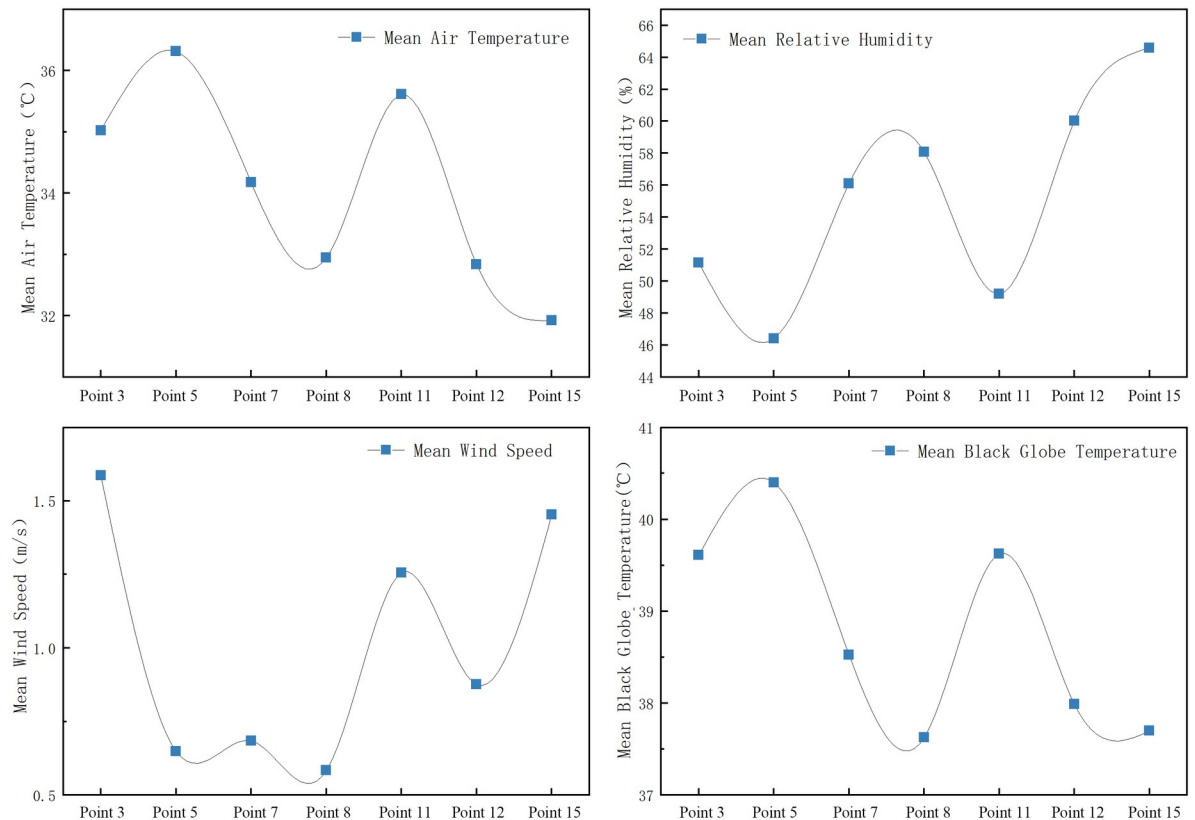 Mean Air Temperature
Mean Air Temperature (℃)
36
34
32
Point 3 Point 5 Point 7 Point 8 Point 11 Point 12 Point 15
Mean Relative Humidity
Mean Relative Humidity (%)
66
64
62
60
58
56
54
52
50
48
46
44
Point 3 Point 5 Point 7 Point 8 Point 11 Point 12 Point 15
Mean Wind Speed
Mean Wind Speed (m/s)
1.5
1.0
0.5
Point 3 Point 5 Point 7 Point 8 Point 11 Point 12 Point 15
Mean Black Globe Temperature
Mean Black Globe Temperature(℃)
41
40
39
38
37
Point 3 Point 5 Point 7 Point 8 Point 11 Point 12 Point 15